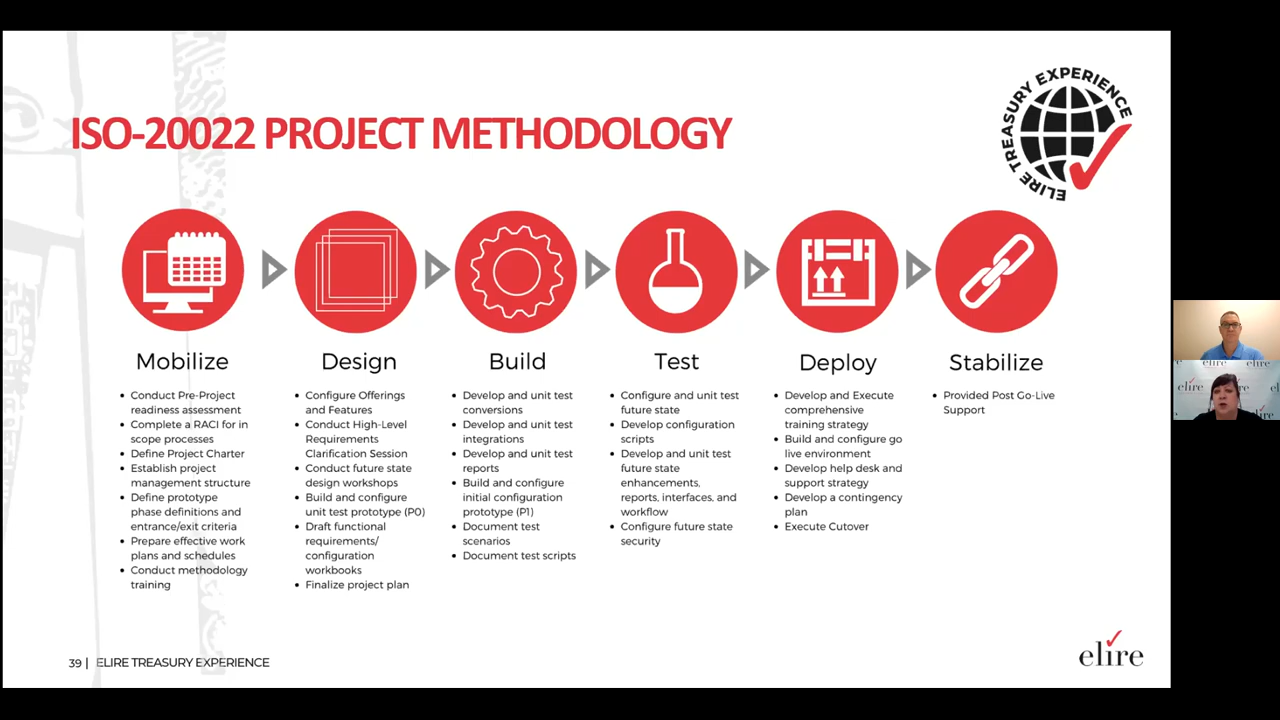 ISO-20022 PROJECT METHODOLOGY
ELIRE TREASURY EXPERIENCE
Mobilize
Conduct Pre-Project
readiness assessment
Complete a RACI for in
scope processes
Define Project Charter
Establish project
management structure
Define prototype
phase definitions and
entrance/exit criteria
Prepare effective work
plans and schedules
Conduct methodology
training
Design
Configure Offerings
and Features
Conduct High-Level
Requirements
Clarification Session
Conduct future state
design workshops
Build and configure
unit test prototype (P0)
Draft functional
requirements/
configuration
workbooks
Finalize project plan
Build
Develop and unit test
conversions
Develop and unit test
integrations
Develop and unit test
reports
Build and configure
initial configuration
prototype (P1)
Document test
scenarios
Document test scripts
Test
Configure and unit test
future state
Develop configuration
scripts
Develop and unit test
future state
enhancements,
reports, interfaces, and
workflow
Configure future state
security
Deploy
Develop and Execute
comprehensive
training strategy
Build and configure go
live environment
Develop help desk and
support strategy
Develop a contingency
plan
Execute Cutover
Stabilize
Provided Post Go-Live
Support
39 | ELIRE TREASURY EXPERIENCE
elire
elire